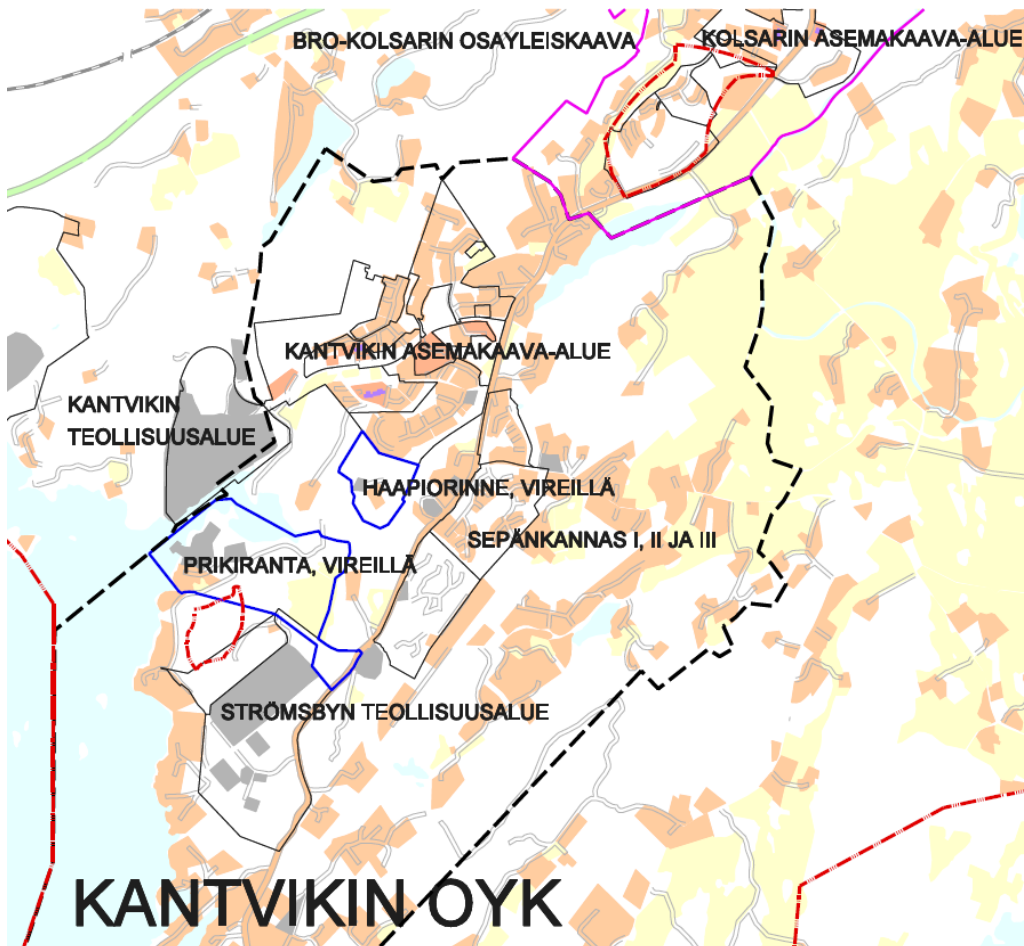 BRO-KOLSARIN OSAYLEISKAAVA
KOLSARIN ASEMAKAAVA-ALUE
KANTVIKIN ASEMAKAAVA-ALUE
KANTVIKIN
TEOLLISUUSALUE
HAAPIORINNE, VIREILLÄ
SEPÄNKANNAS I, II JA III
PRIKIRANTA, VIREILLÄ
STRÖMSBYN TEOLLISUUSALUE
KANTVIKIN OYK